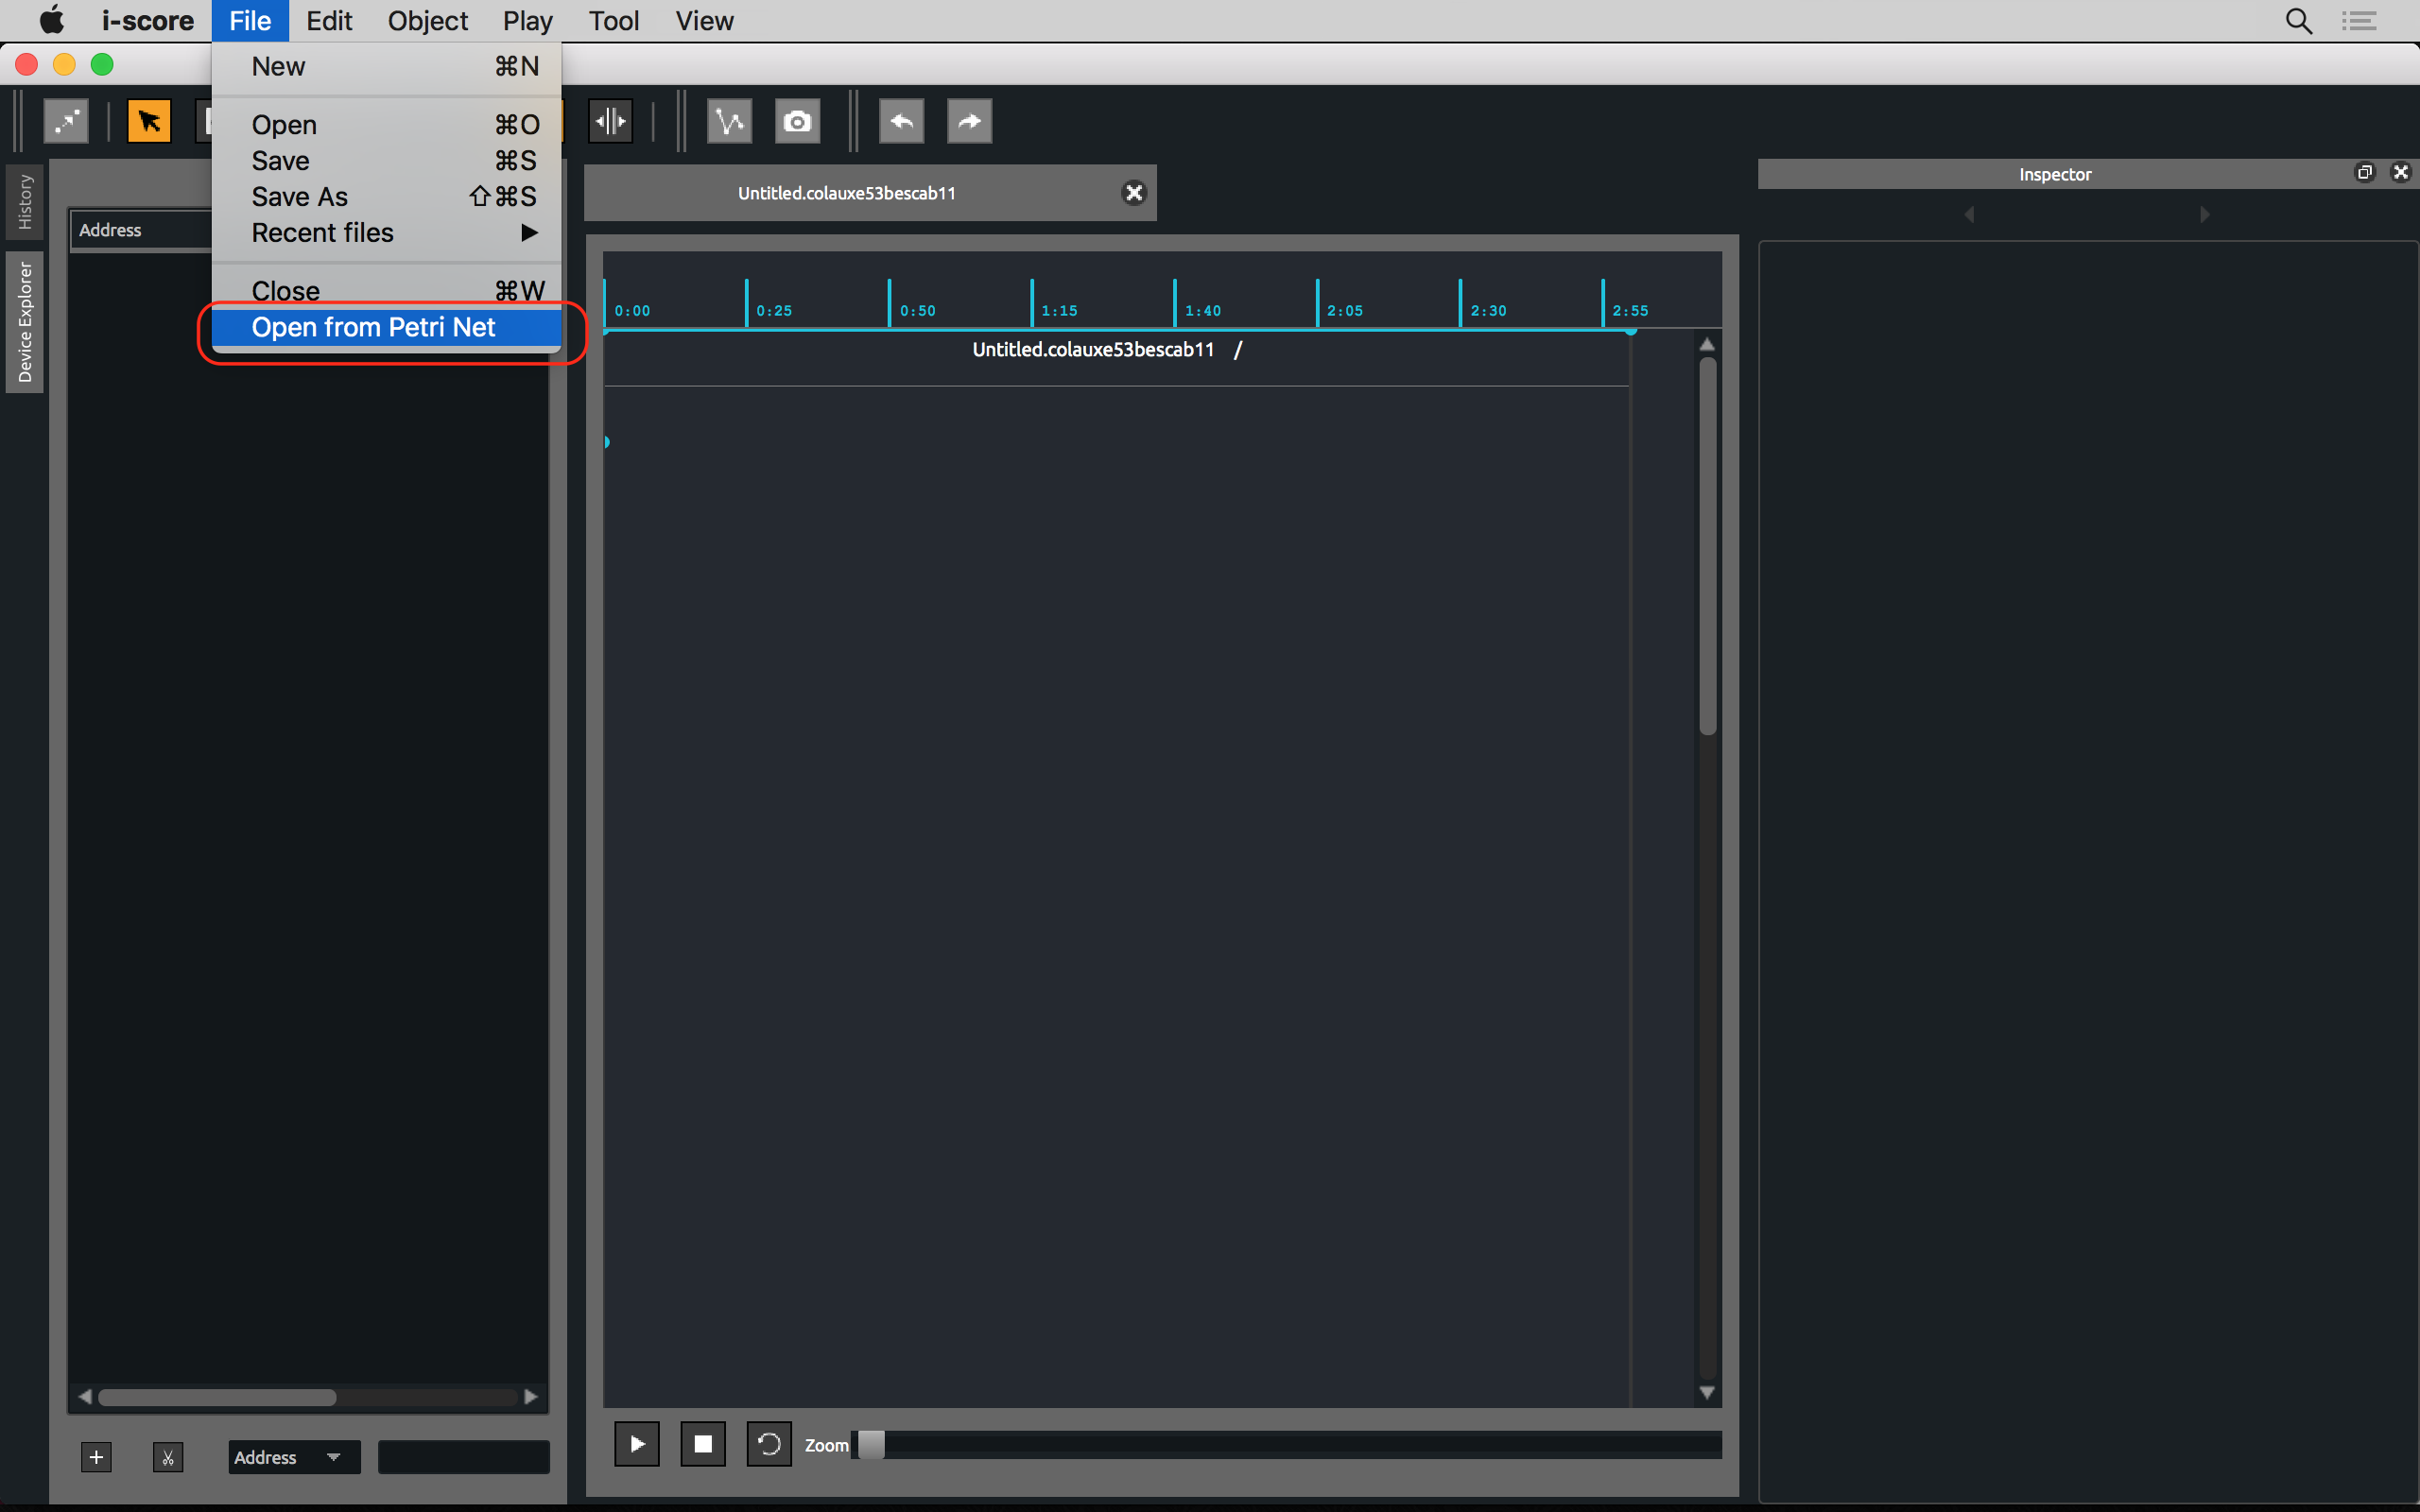 i-score File Edit Object Play Tool View
New ⌘N
Open ⌘O
Save ⌘S
Save As ⇧⌘S
Recent files ▶
Close ⌘W
Open from Petri Net
History
Device Explorer
Address
Untitled.colauxe53bescab11
0:00 0:25 0:50 1:15 1:40 2:05 2:30 2:55
Untitled.colauxe53bescab11 /
Inspector
Address
Zoom